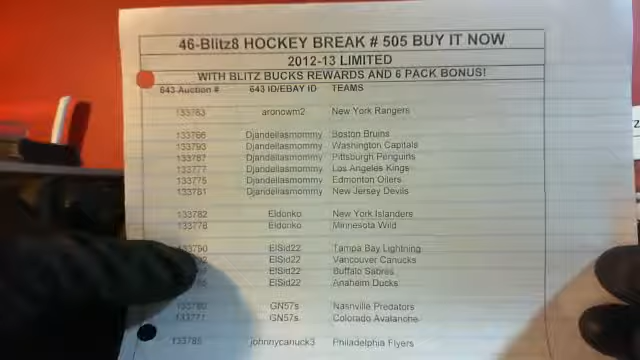 46-Blitz8 HOCKEY BREAK # 505 BUY IT NOW
2012-13 LIMITED
WITH BLITZ BUCKS REWARDS AND 6 PACK BONUS!
643 Auction # 643 ID/EBAY ID TEAMS
133763 aronowm2 New York Rangers
133766 Djandellasmommy Boston Bruins
133793 Djandellasmommy Washington Capitals
133787 Djandellasmommy Pittsburgh Penguins
133777 Djandellasmommy Los Angeles Kings
133775 Djandellasmommy Edmonton Oilers
133781 Djandellasmommy New Jersey Devils
133782 Eldonko New York Islanders
133778 Eldonko Minnesota Wild
133790 ElSid22 Tampa Bay Lightning
ElSid22 Vancouver Canucks
ElSid22 Buffalo Sabres
ElSid22 Anaheim Ducks
133780 GN57s Nashville Predators
133771 GN57s Colorado Avalanche
133785 johnnycanuck3 Philadelphia Flyers